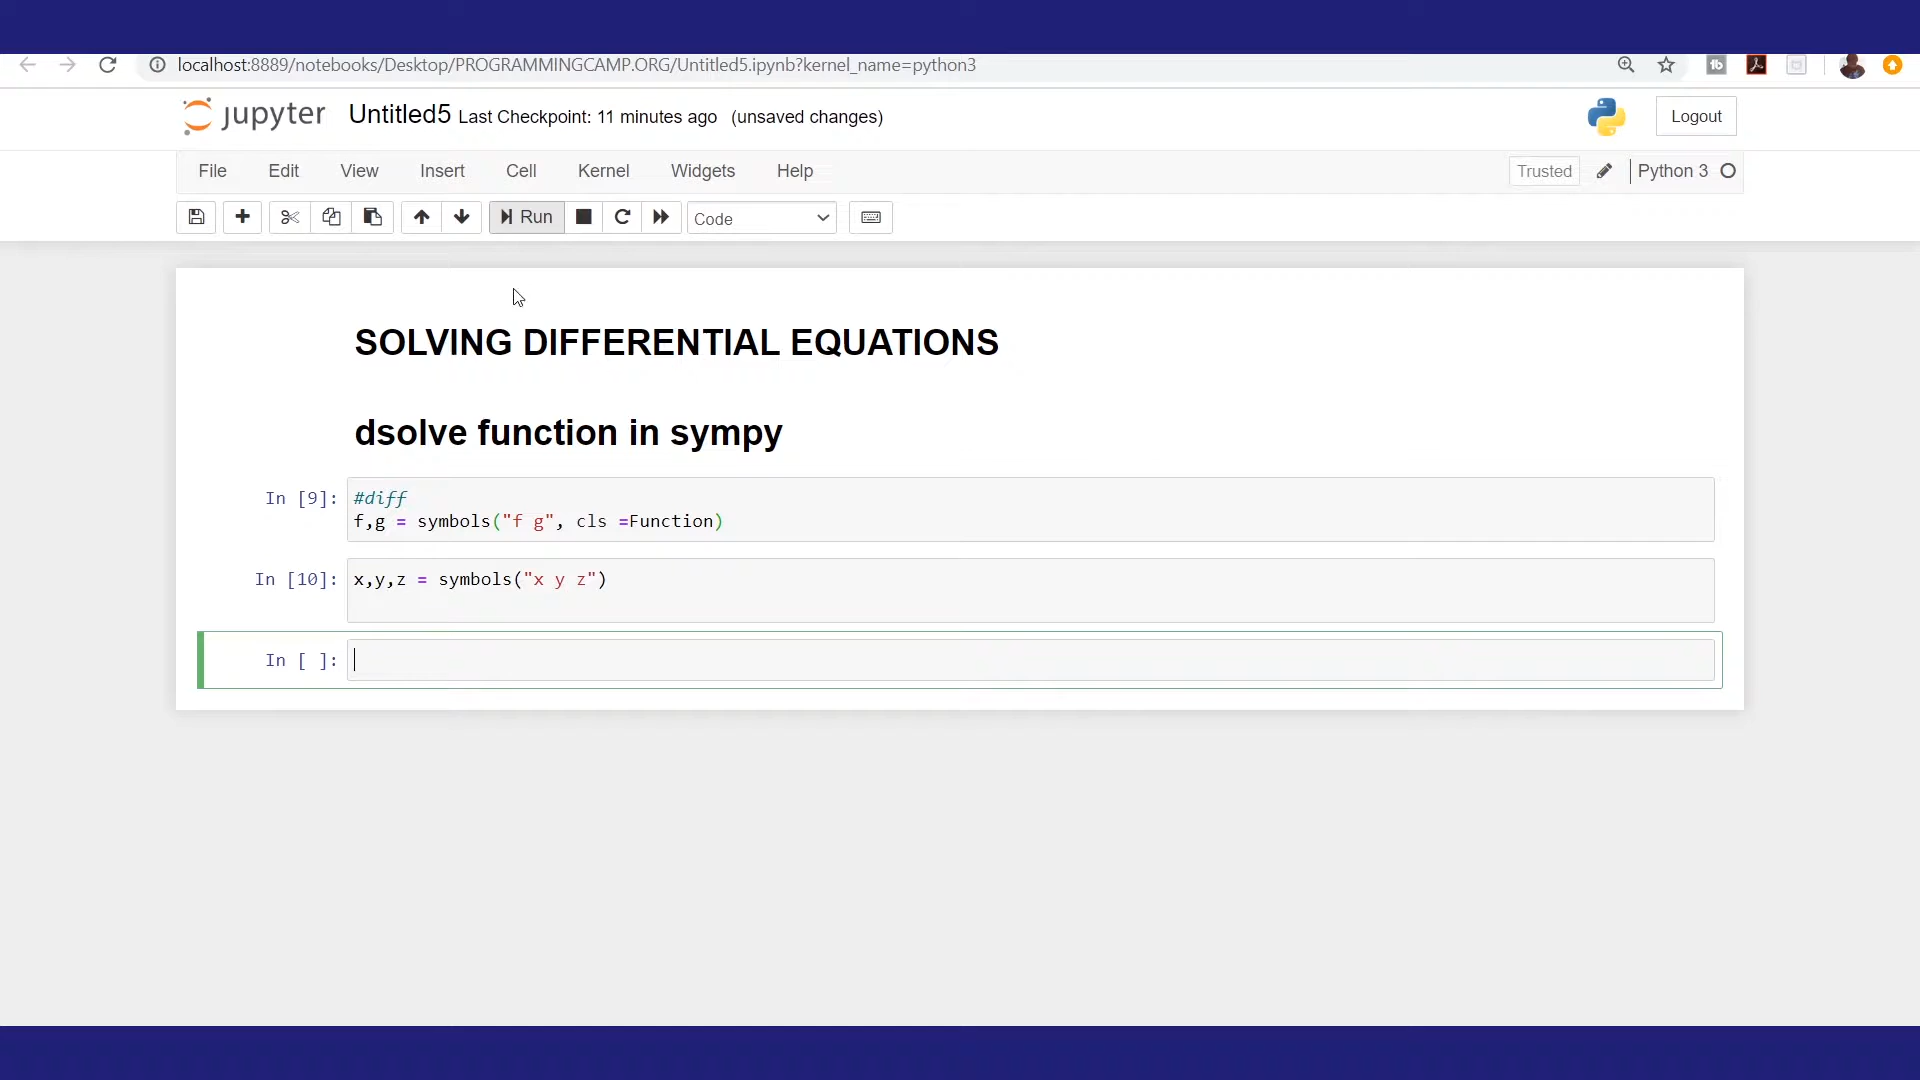 localhost:8889/notebooks/Desktop/PROGRAMMINGCAMP.ORG/Untitled5.ipynb?kernel_name=python3
jupyter Untitled5 Last Checkpoint: 11 minutes ago (unsaved changes) Logout
File Edit View Insert Cell Kernel Widgets Help Trusted Python 3
Run Code
SOLVING DIFFERENTIAL EQUATIONS
dsolve function in sympy
In [9]: #diff
f,g = symbols("f g", cls =Function)
In [10]: x,y,z = symbols("x y z")
In [ ]: